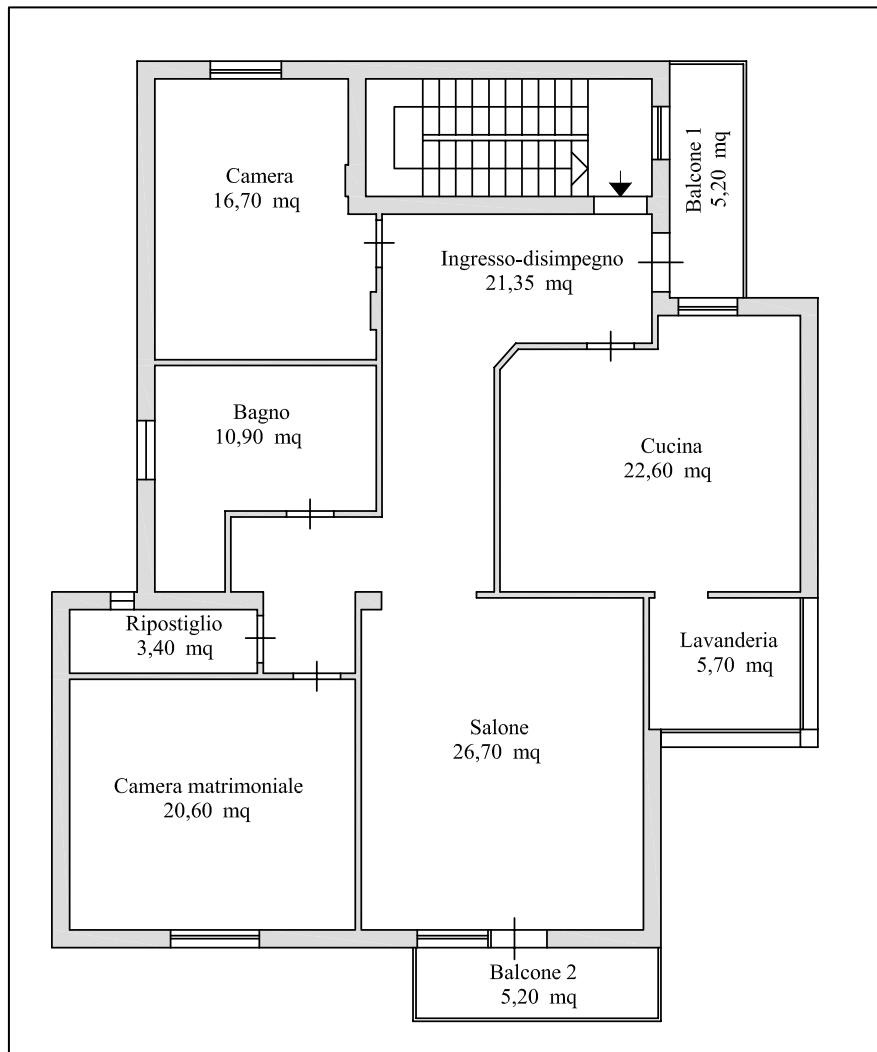 Camera
16,70 mq
Balcone 1
5,20 mq
Ingresso-disimpegno
21,35 mq
Bagno
10,90 mq
Cucina
22,60 mq
Ripostiglio
3,40 mq
Lavanderia
5,70 mq
Salone
26,70 mq
Camera matrimoniale
20,60 mq
Balcone 2
5,20 mq